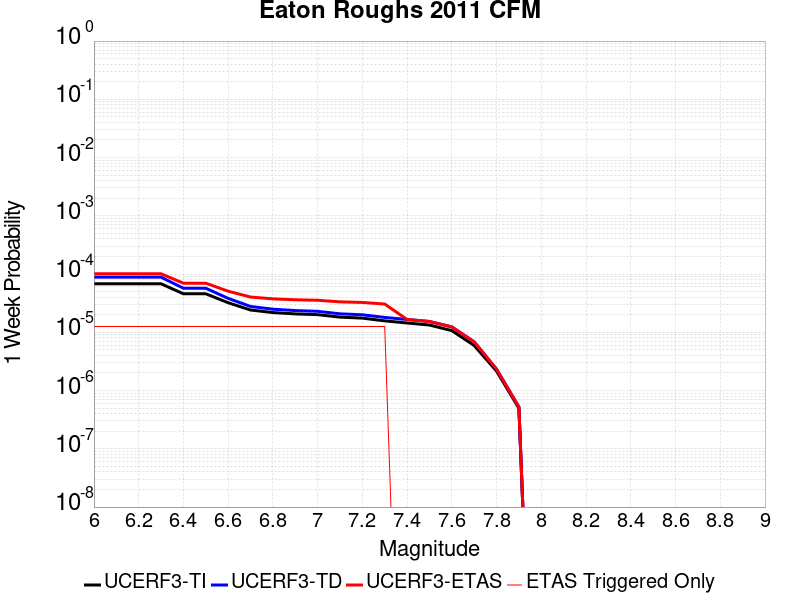 Eaton Roughs 2011 CFM
1 Week Probability
10^0
10^-1
10^-2
10^-3
10^-4
10^-5
10^-6
10^-7
10^-8
6 6.2 6.4 6.6 6.8 7 7.2 7.4 7.6 7.8 8 8.2 8.4 8.6 8.8 9
Magnitude
UCERF3-TI UCERF3-TD UCERF3-ETAS ETAS Triggered Only